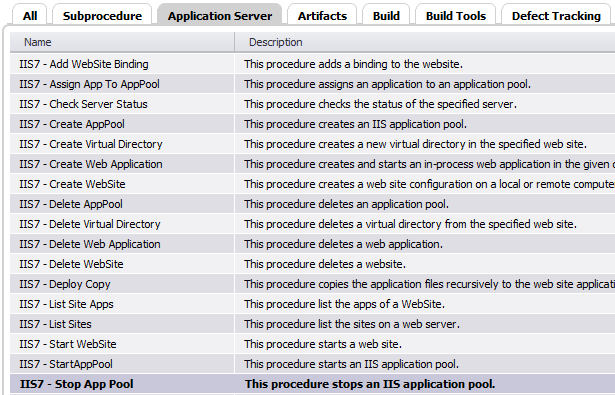 All Subprocedure Application Server Artifacts Build Build Tools Defect Tracking
Name Description
IIS7 - Add WebSite Binding This procedure adds a binding to the website.
IIS7 - Assign App To AppPool This procedure assigns an application to an application pool.
IIS7 - Check Server Status This procedure checks the status of the specified server.
IIS7 - Create AppPool This procedure creates an IIS application pool.
IIS7 - Create Virtual Directory This procedure creates a new virtual directory in the specified web site.
IIS7 - Create Web Application This procedure creates and starts an in-process web application in the given
IIS7 - Create WebSite This procedure creates a web site configuration on a local or remote compute
IIS7 - Delete AppPool This procedure deletes an application pool.
IIS7 - Delete Virtual Directory This procedure deletes a virtual directory from the specified web site.
IIS7 - Delete Web Application This procedure deletes a web application.
IIS7 - Delete WebSite This procedure deletes a website.
IIS7 - Deploy Copy This procedure copies the application files recursively to the web site applicati
IIS7 - List Site Apps This procedure list the apps of a WebSite.
IIS7 - List Sites This procedure list the sites on a web server.
IIS7 - Start WebSite This procedure starts a web site.
IIS7 - StartAppPool This procedure starts an IIS application pool.
IIS7 - Stop App Pool This procedure stops an IIS application pool.